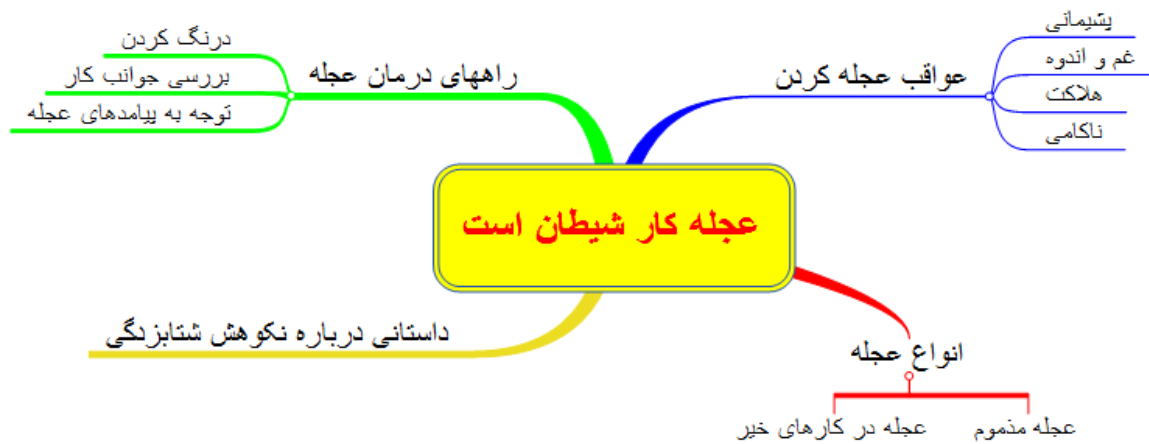 عجله کار شیطان است
عواقب عجله کردن
پشیمانی
غم و اندوه
هلاکت
ناکامی
راههای درمان عجله
درنگ کردن
بررسی جوانب کار
توجه به پیامدهای عجله
انواع عجله
عجله مذموم
عجله در کارهای خیر
داستانی درباره نکوهش شتابزدگی